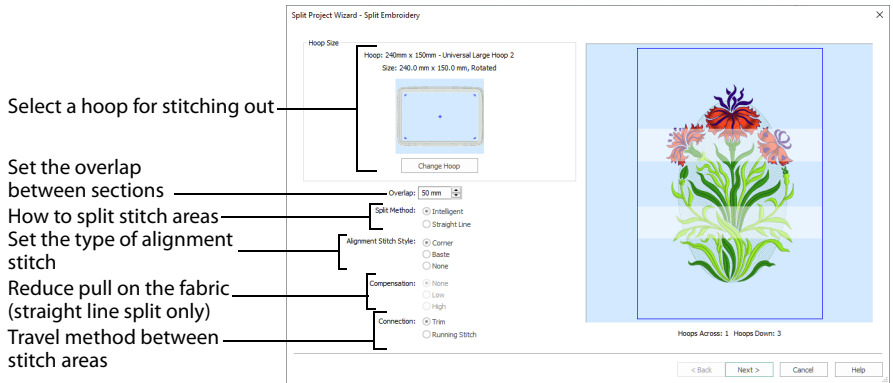 Split Project Wizard - Split Embroidery
Hoop Size
Hoop: 240mm x 150mm - Universal Large Hoop 2
Size: 240.0 mm x 150.0 mm, Rotated
Select a hoop for stitching out
Change Hoop
Set the overlap
between sections
Overlap: 50 mm
How to split stitch areas
Split Method: Intelligent
Straight Line
Set the type of alignment
stitch
Alignment Stitch Style: Corner
Baste
None
Reduce pull on the fabric
(straight line split only)
Compensation: None
Low
High
Travel method between
stitch areas
Connection: Trim
Running Stitch
Hoops Across: 1 Hoops Down: 3
< Back Next > Cancel Help